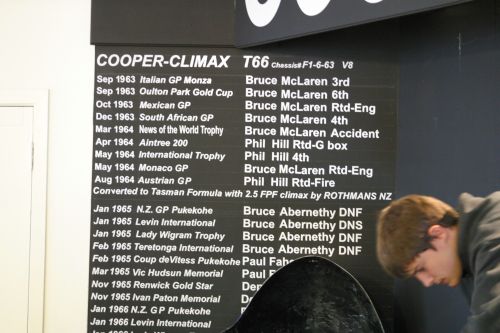 COOPER-CLIMAX T66 Chassis# F1-6-63 V8
Sep 1963 Italian GP Monza Bruce McLaren 3rd
Sep 1963 Oulton Park Gold Cup Bruce McLaren 6th
Oct 1963 Mexican GP Bruce McLaren Rtd-Eng
Dec 1963 South African GP Bruce McLaren 4th
Mar 1964 News of the World Trophy Bruce McLaren Accident
Apr 1964 Aintree 200 Phil Hill Rtd-G box
May 1964 International Trophy Phil Hill 4th
May 1964 Monaco GP Bruce McLaren Rtd-Eng
Aug 1964 Austrian GP Phil Hill Rtd-Fire
Converted to Tasman Formula with 2.5 FPF climax by ROTHMANS NZ
Jan 1965 N.Z. GP Pukekohe Bruce Abernethy DNF
Jan 1965 Levin International Bruce Abernethy DNS
Jan 1965 Lady Wigram Trophy Bruce Abernethy DNF
Feb 1965 Teretonga International Bruce Abernethy DNF
Feb 1965 Coup deVitess Pukekohe Paul Fah
Mar 1965 Vic Hudson Memorial Paul
Nov 1965 Renwick Gold Star
Nov 1965 Ivan Paton Memorial
Jan 1966 N.Z. GP Pukekohe
Jan 1966 Levin International